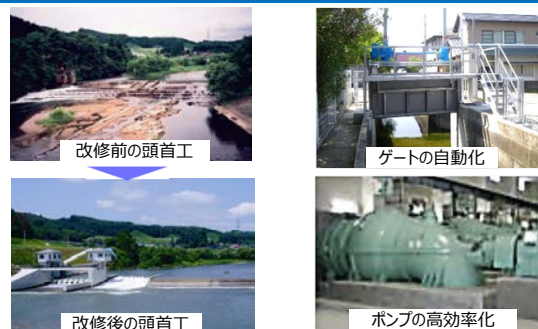 改修前の頭首工
ゲートの自動化
改修後の頭首工
ポンプの高効率化